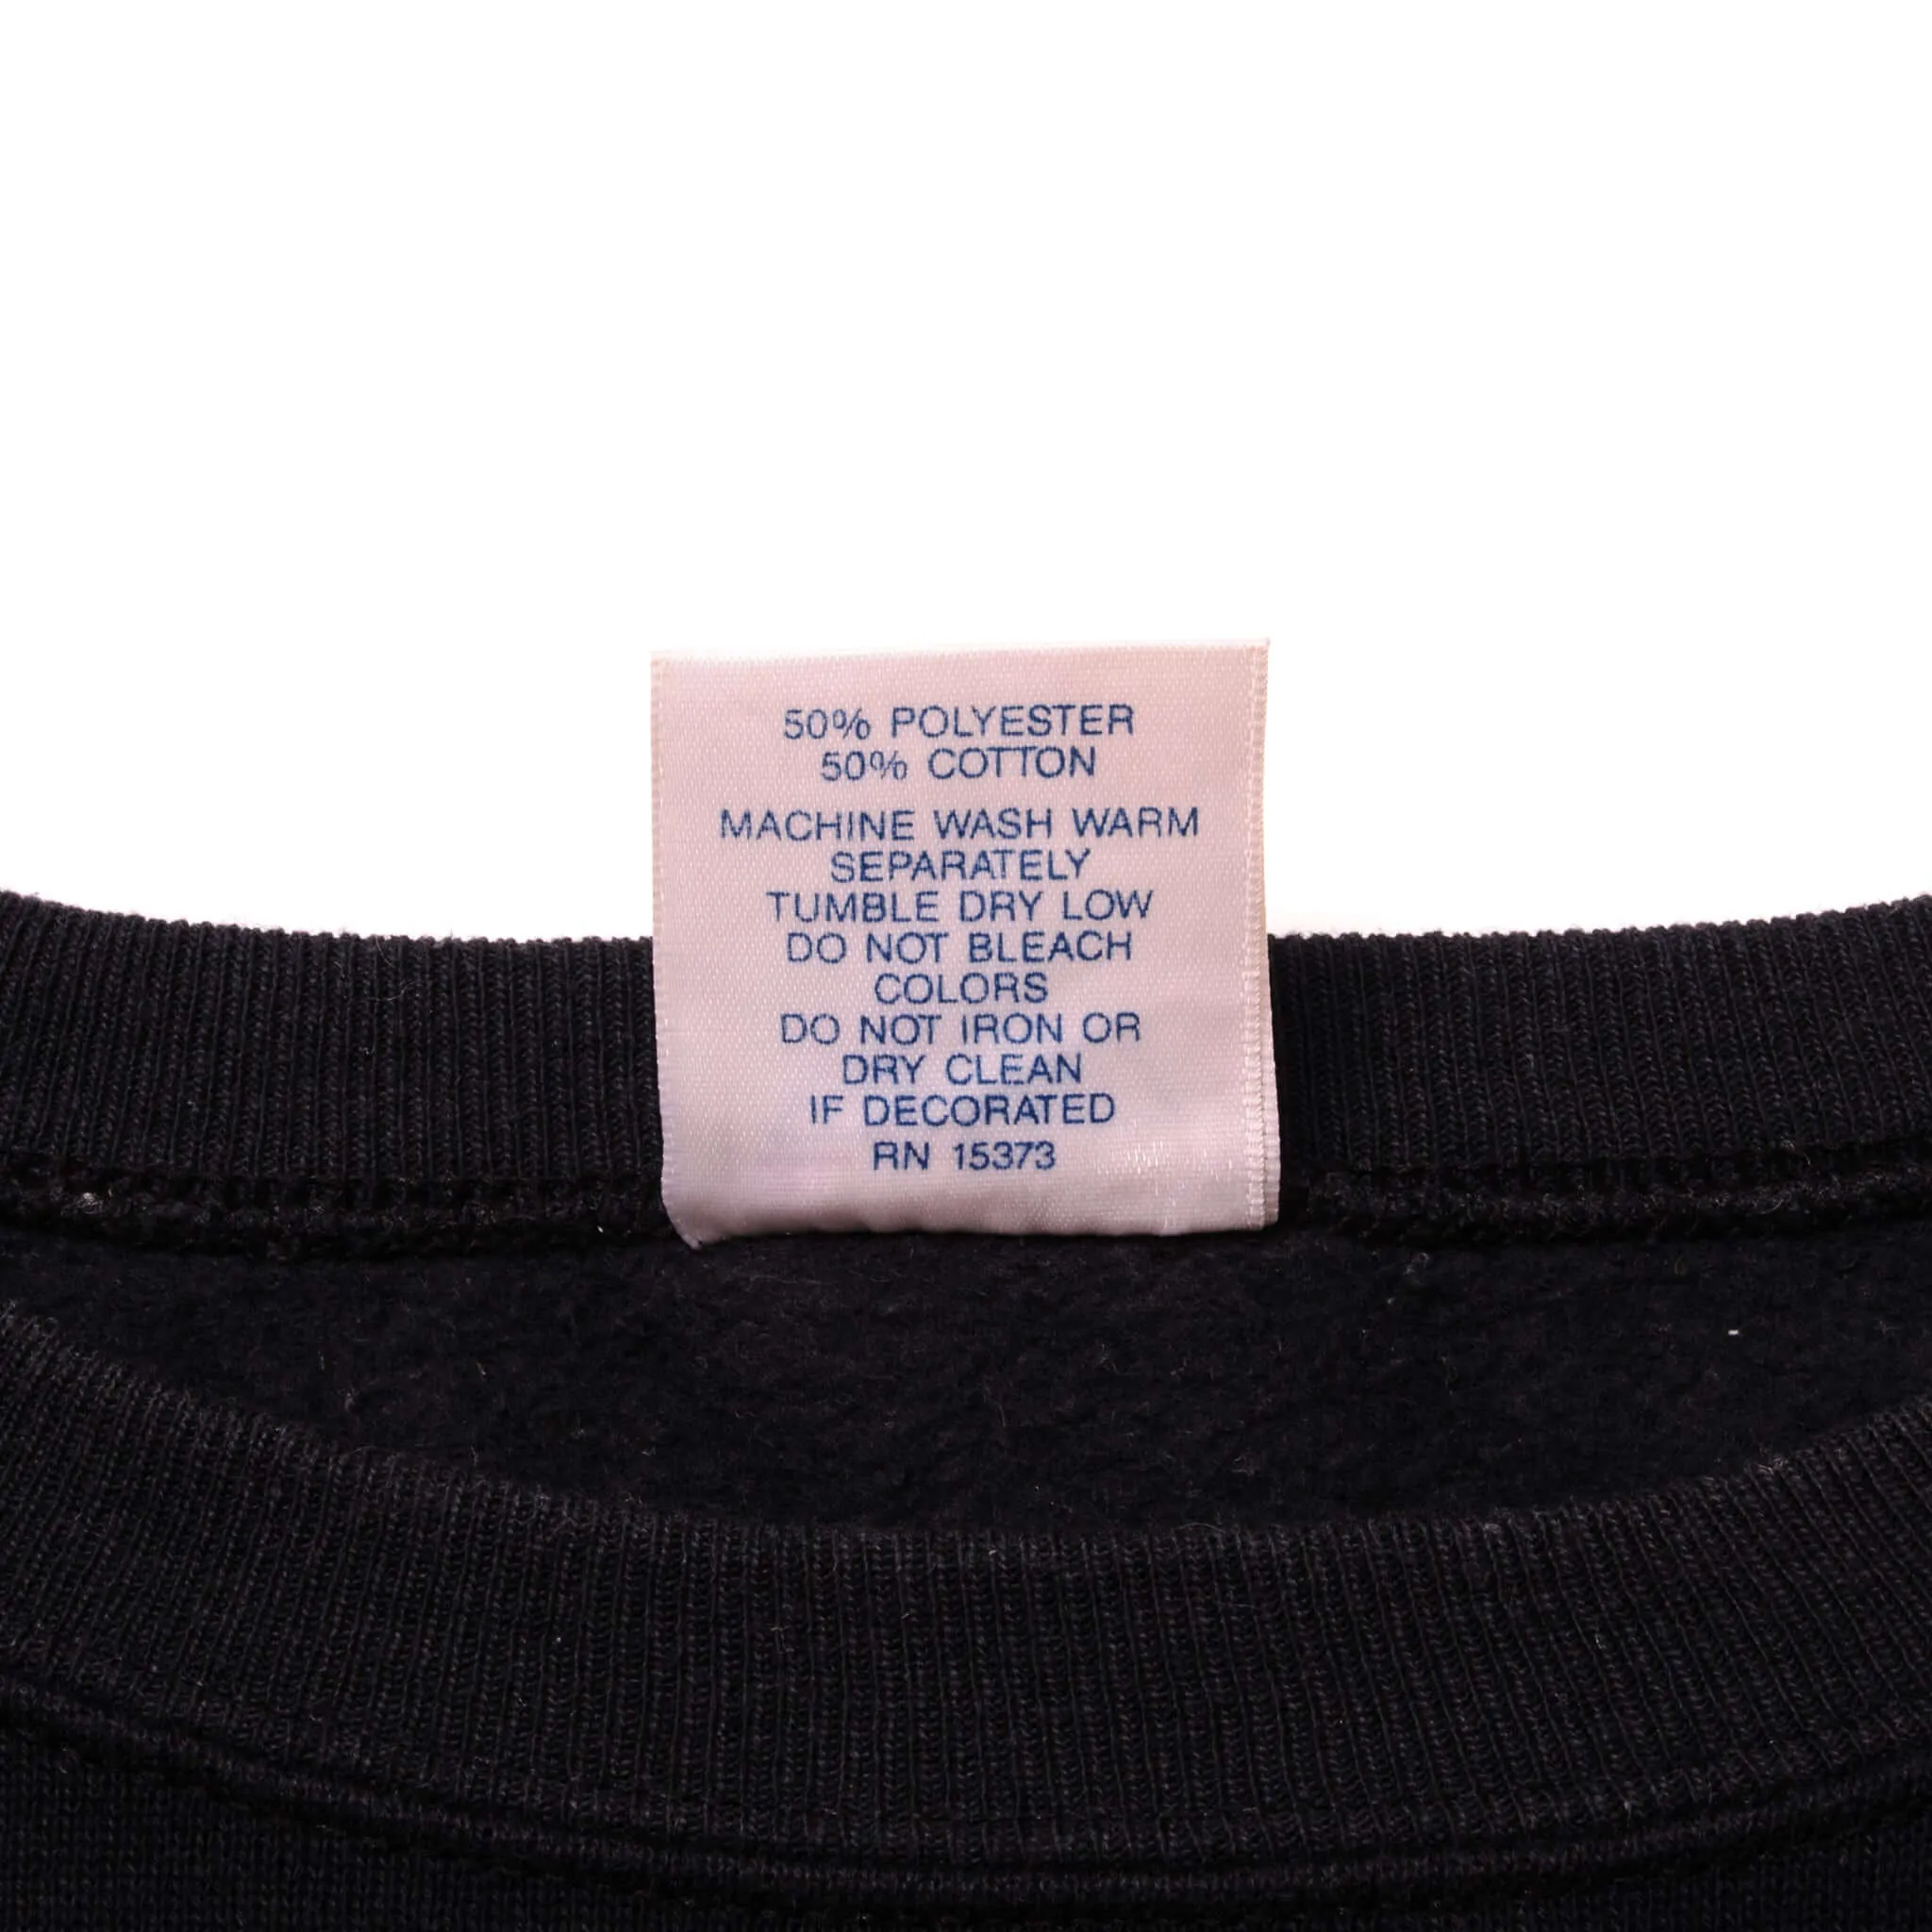 50% POLYESTER
50% COTTON
MACHINE WASH WARM
SEPARATELY
TUMBLE DRY LOW
DO NOT BLEACH
COLORS
DO NOT IRON OR
DRY CLEAN
IF DECORATED
RN 15373